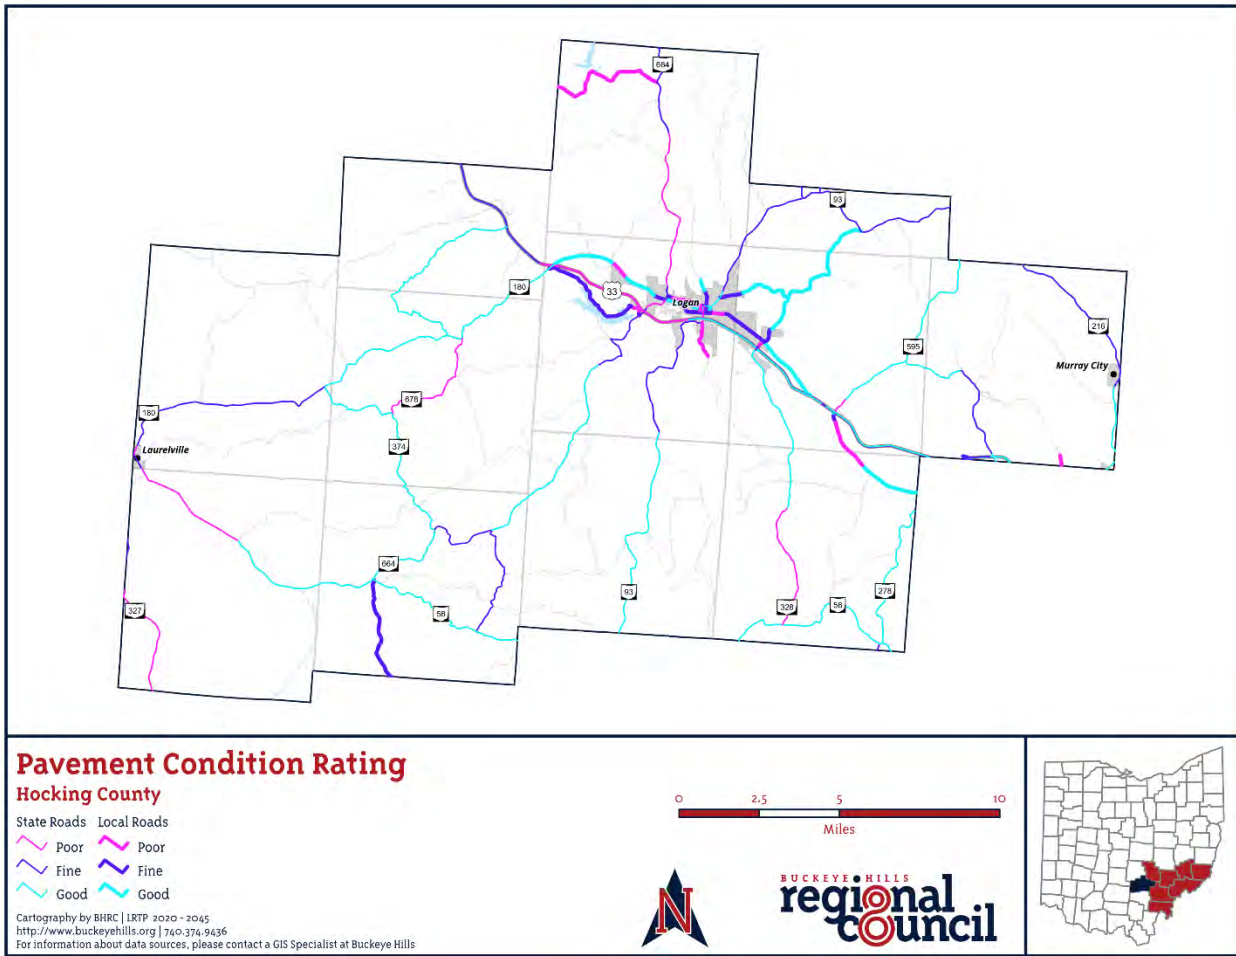 664
93
33
180
Logan
216
595
Murray City
678
180
374
Laurelville
664
93
278
327
56
328
56
Pavement Condition Rating
Hocking County
State Roads Local Roads
Poor Poor
Fine Fine
Good Good
Cartography by BHRC | LRTP 2020 - 2045
http://www.buckeyehills.org | 740.374.9436
For information about data sources, please contact a GIS Specialist at Buckeye Hills
0 2.5 5 10
Miles
N
BUCKEYE HILLS
regional
council